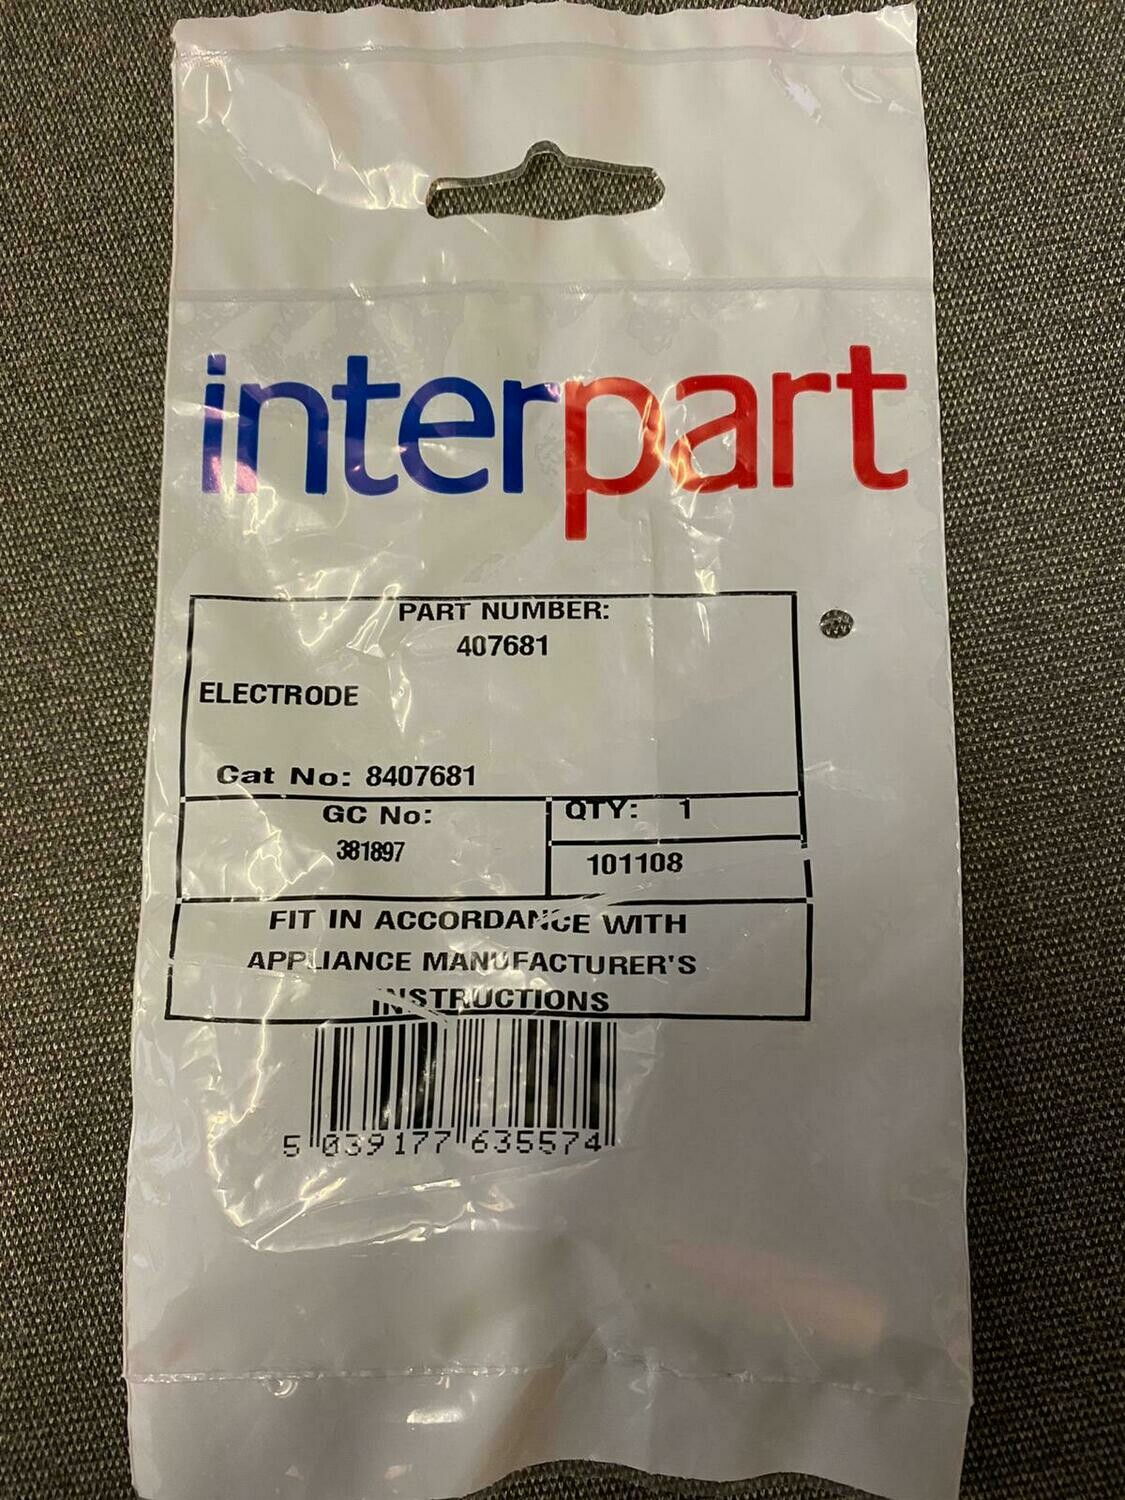 interpart
PART NUMBER:
407681
ELECTRODE
Cat No: 8407681
GC No:
381897
QTY: 1
101108
FIT IN ACCORDANCE WITH
APPLIANCE MANUFACTURER'S
INSTRUCTIONS
5 039177 635574